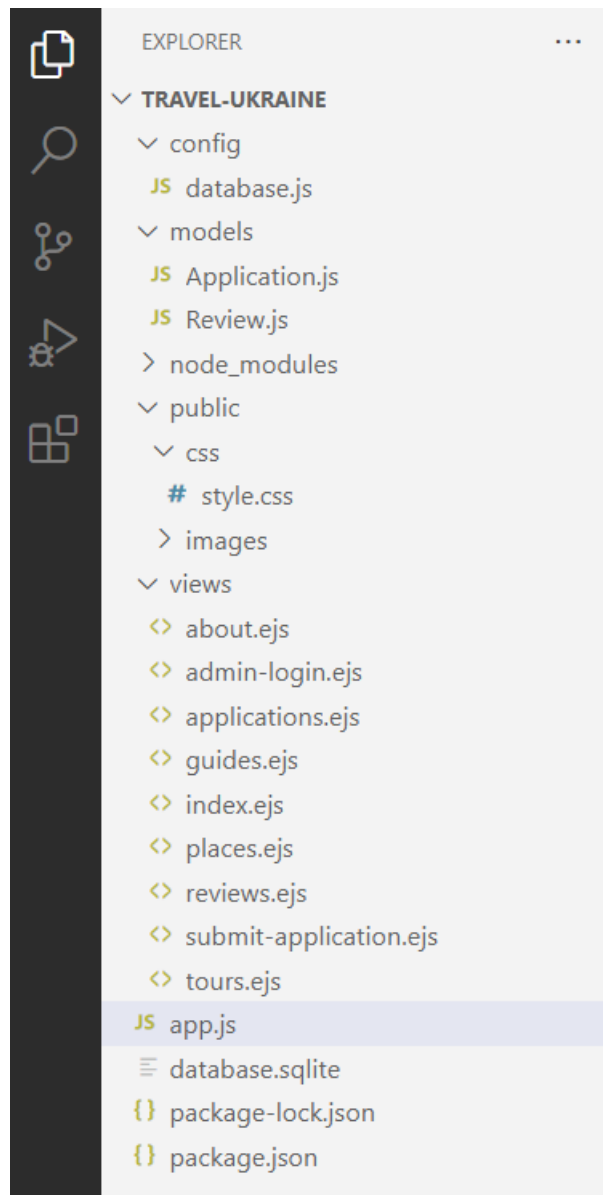 EXPLORER ...
TRAVEL-UKRAINE
config
JS database.js
models
JS Application.js
JS Review.js
node_modules
public
css
# style.css
images
views
<> about.ejs
<> admin-login.ejs
<> applications.ejs
<> guides.ejs
<> index.ejs
<> places.ejs
<> reviews.ejs
<> submit-application.ejs
<> tours.ejs
JS app.js
database.sqlite
{} package-lock.json
{} package.json